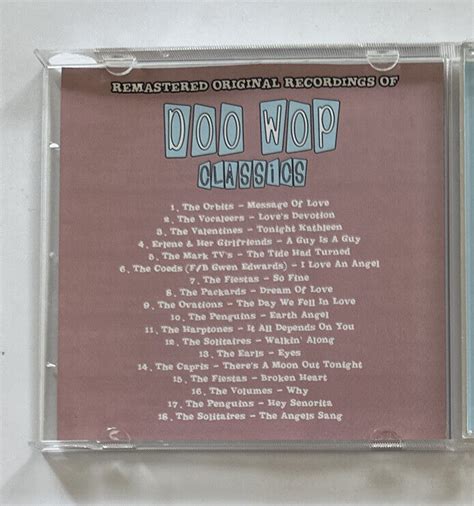 REMASTERED ORIGINAL RECORDINGS OF
DOO WOP
CLASSICS
1. The Orbits – Message Of Love
2. The Vocaleers – Love's Devotion
3. The Valentines – Tonight Kathleen
4. Erlene & Her Girlfriends – A Guy Is A Guy
5. The Mark TV's – The Tide Had Turned
6. The Coeds (F/B Gwen Edwards) – I Love An Angel
7. The Fiestas – So Fine
8. The Packards – Dream Of Love
9. The Ovations – The Day We Fell In Love
10. The Penguins – Earth Angel
11. The Harptones – It All Depends On You
12. The Solitaires – Walkin' Along
13. The Earls – Eyes
14. The Capris – There's A Moon Out Tonight
15. The Fiestas – Broken Heart
16. The Volumes – Why
17. The Penguins – Hey Senorita
18. The Solitaires – The Angels Sang